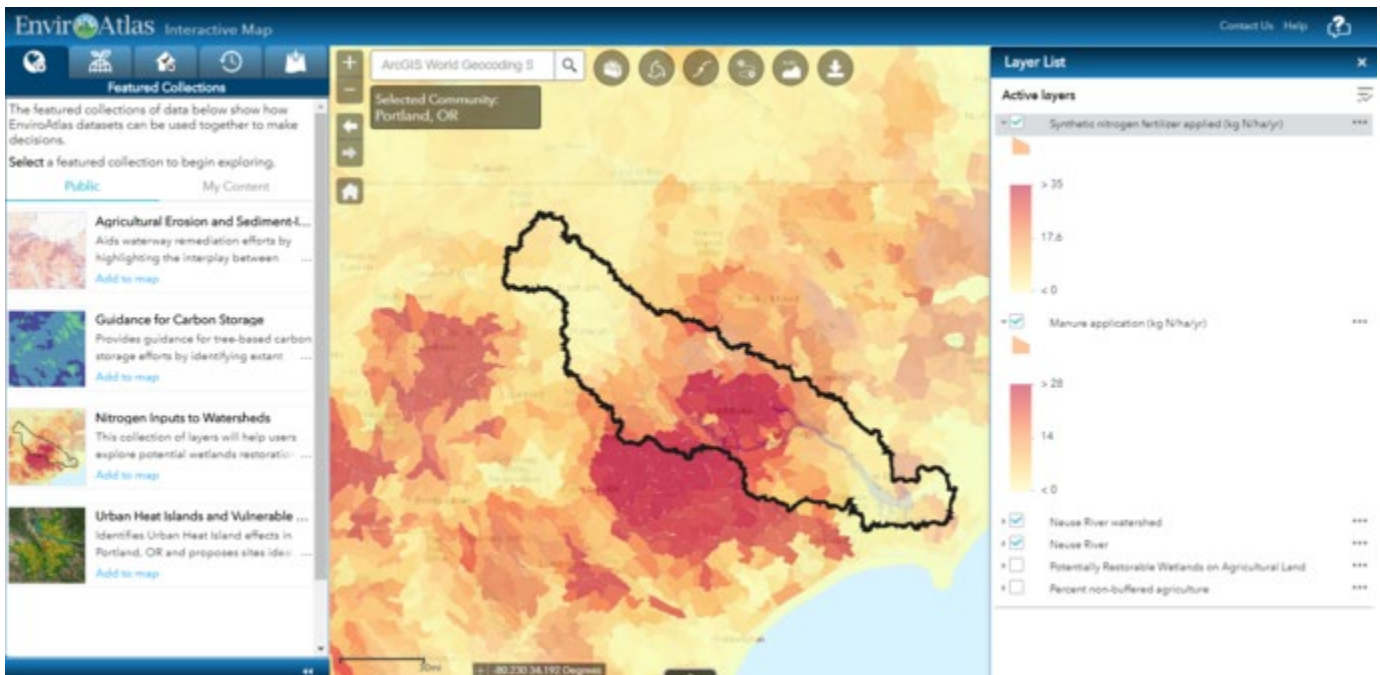 EnviroAtlas Interactive Map
Contact Us Help
Featured Collections
The featured collections of data below show how
EnviroAtlas datasets can be used together to make
decisions.
Select a featured collection to begin exploring.
Public My Content
Agricultural Erosion and Sediment-I...
Aids waterway remediation efforts by
highlighting the interplay between ...
Add to map
Guidance for Carbon Storage
Provides guidance for tree-based carbon
storage efforts by identifying extant ...
Add to map
Nitrogen Inputs to Watersheds
This collection of layers will help users
explore potential wetlands restoration ...
Add to map
Urban Heat Islands and Vulnerable ...
Identifies Urban Heat Island effects in
Portland, OR and proposes sites ideal ...
Add to map
+
ArcGIS World Geocoding S
−
Selected Community:
Portland, OR
30mi
-80.230 34.192 Degrees
Layer List ×
Active layers
Synthetic nitrogen fertilizer applied (kg N/ha/yr) •••
> 35
17.6
< 0
Manure application (kg N/ha/yr) •••
> 28
14
< 0
Neuse River watershed •••
Neuse River •••
Potentially Restorable Wetlands on Agricultural Land •••
Percent non-buffered agriculture •••